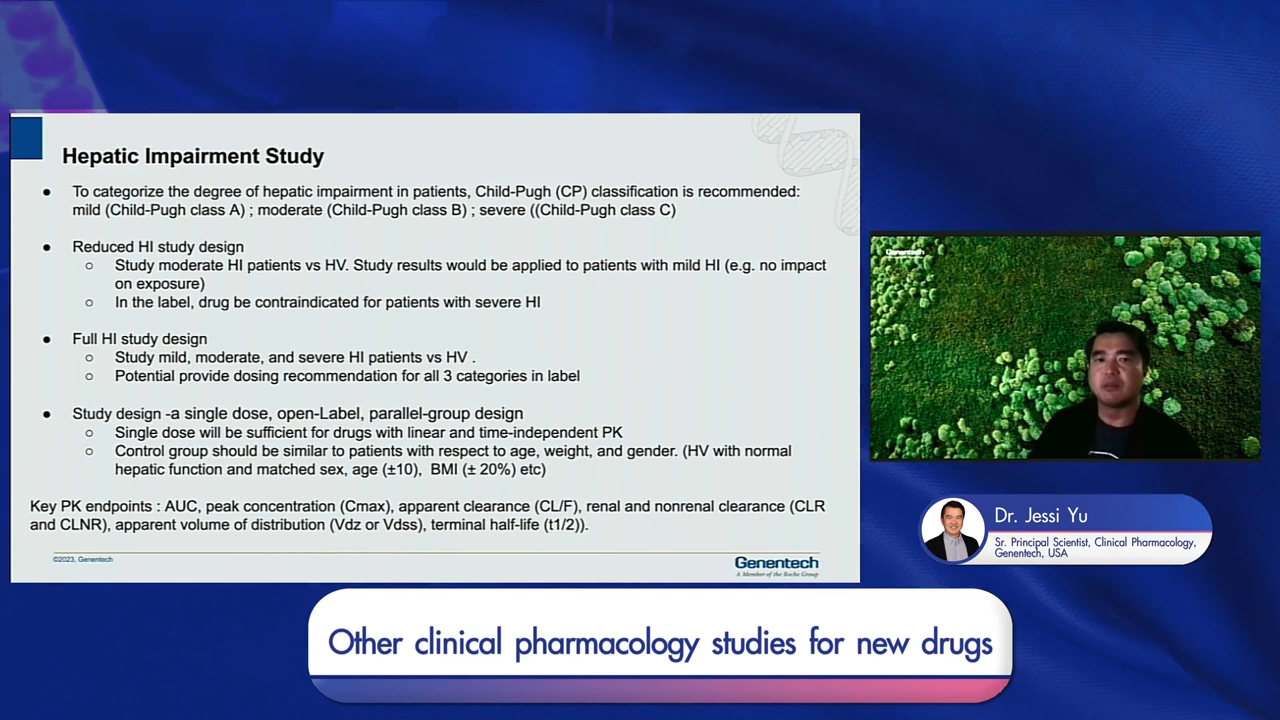 Hepatic Impairment Study
● To categorize the degree of hepatic impairment in patients, Child-Pugh (CP) classification is recommended:
mild (Child-Pugh class A) ; moderate (Child-Pugh class B) ; severe ((Child-Pugh class C)
● Reduced HI study design
○ Study moderate HI patients vs HV. Study results would be applied to patients with mild HI (e.g. no impact
on exposure)
○ In the label, drug be contraindicated for patients with severe HI
● Full HI study design
○ Study mild, moderate, and severe HI patients vs HV .
○ Potential provide dosing recommendation for all 3 categories in label
● Study design -a single dose, open-Label, parallel-group design
○ Single dose will be sufficient for drugs with linear and time-independent PK
○ Control group should be similar to patients with respect to age, weight, and gender. (HV with normal
hepatic function and matched sex, age (±10), BMI (± 20%) etc)
Key PK endpoints : AUC, peak concentration (Cmax), apparent clearance (CL/F), renal and nonrenal clearance (CLR
and CLNR), apparent volume of distribution (Vdz or Vdss), terminal half-life (t1/2)).
©2023, Genentech
Genentech
A Member of the Roche Group
Genentech
Dr. Jessi Yu
Sr. Principal Scientist, Clinical Pharmacology,
Genentech, USA
Other clinical pharmacology studies for new drugs